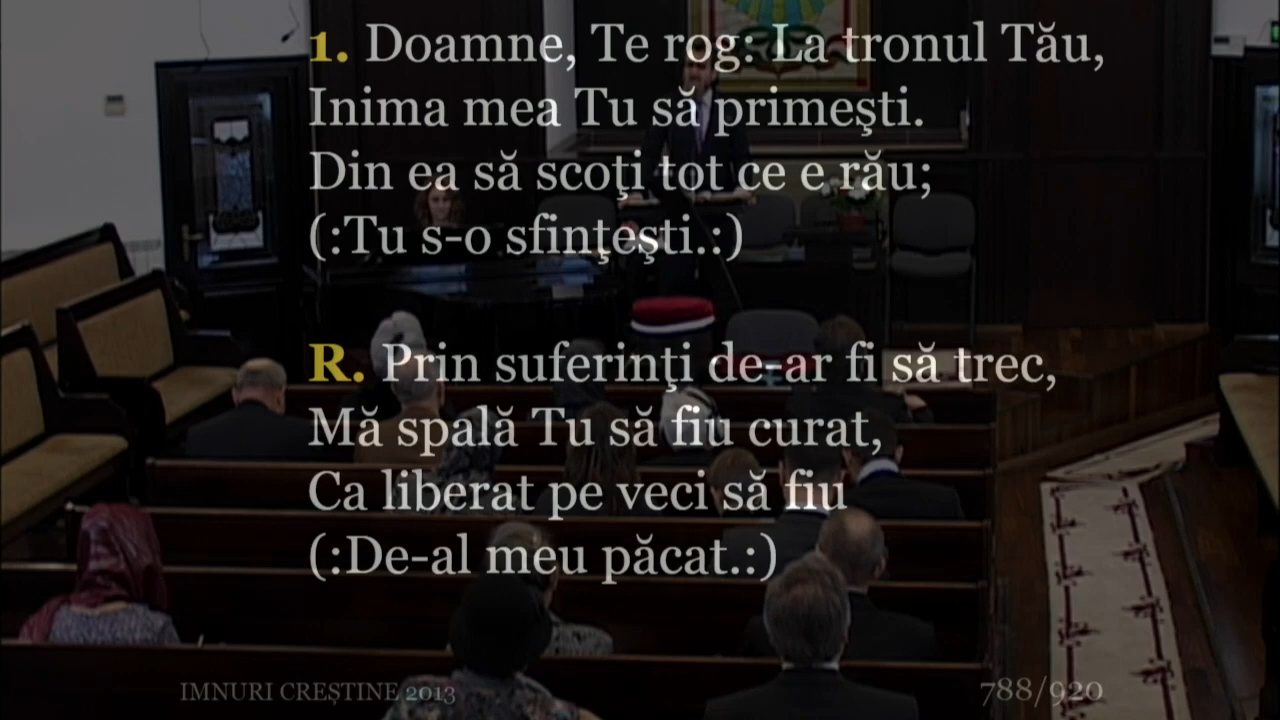 1. Doamne, Te rog: La tronul Tău,
Inima mea Tu să primeşti.
Din ea să scoţi tot ce e rău;
(:Tu s-o sfinţeşti.:)
R. Prin suferinţi de-ar fi să trec,
Mă spală Tu să fiu curat,
Ca liberat pe veci să fiu
(:De-al meu păcat.:)
IMNURI CREȘTINE 2013
788/920